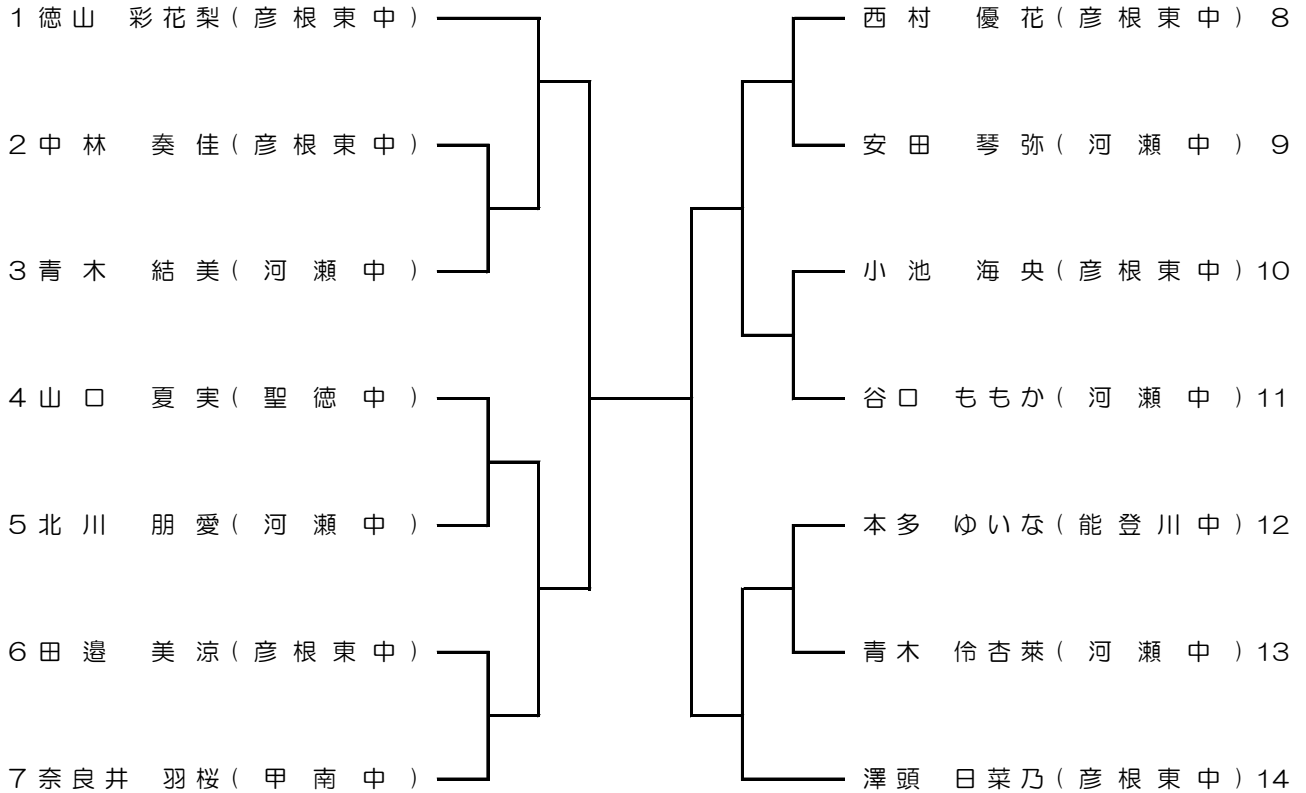 1 徳山 彩花梨(彦根東中)
2 中林 奏佳(彦根東中)
3 青木 結美(河瀬中)
4 山口 夏実(聖徳中)
5 北川 朋愛(河瀬中)
6 田邉 美涼(彦根東中)
7 奈良井 羽桜(甲南中)
西村 優花(彦根東中) 8
安田 琴弥(河瀬中) 9
小池 海央(彦根東中) 10
谷口 ももか(河瀬中) 11
本多 ゆいな(能登川中) 12
青木 伶杏萊(河瀬中) 13
澤頭 日菜乃(彦根東中) 14